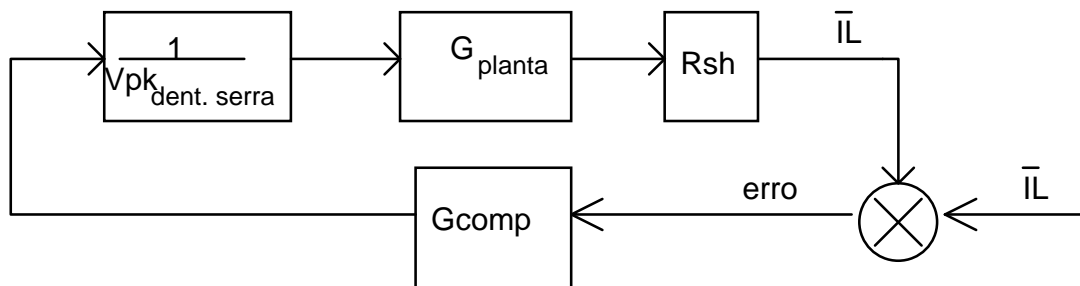 1
Vpk dent. serra
G planta
Rsh
IL
Gcomp
erro
IL